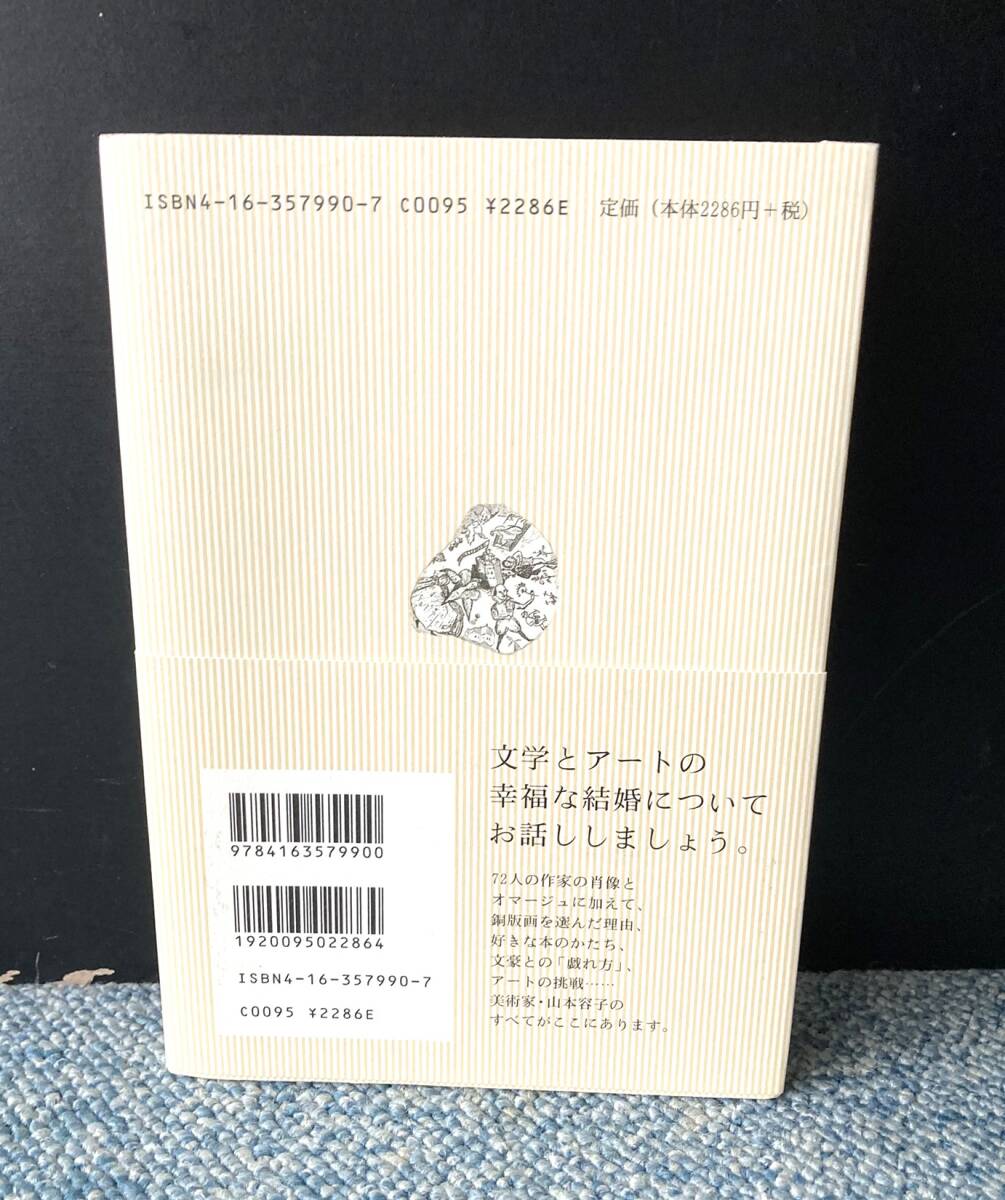 ISBN4-16-357990-7 C0095 ¥2286E 定価（本体2286円＋税）
文学とアートの
幸福な結婚について
お話ししましょう。
72人の作家の肖像と
オマージュに加えて、
銅版画を選んだ理由、
好きな本のかたち、
文豪との「戯れ方」、
アートの挑戦……
美術家・山本容子の
すべてがここにあります。
9784163579900
1920095022864
ISBN4-16-357990-7
C0095 ¥2286E